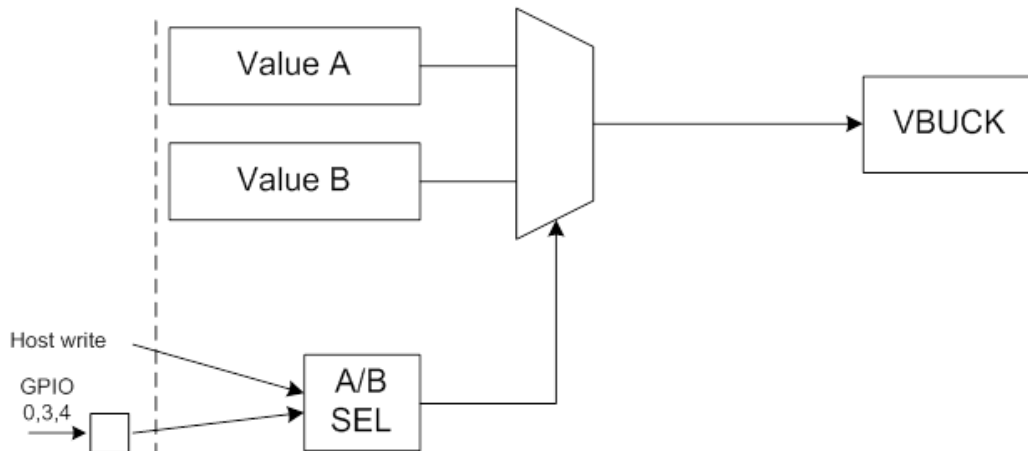 Value A
VBUCK
Value B
Host write
A/B
SEL
GPIO
0,3,4